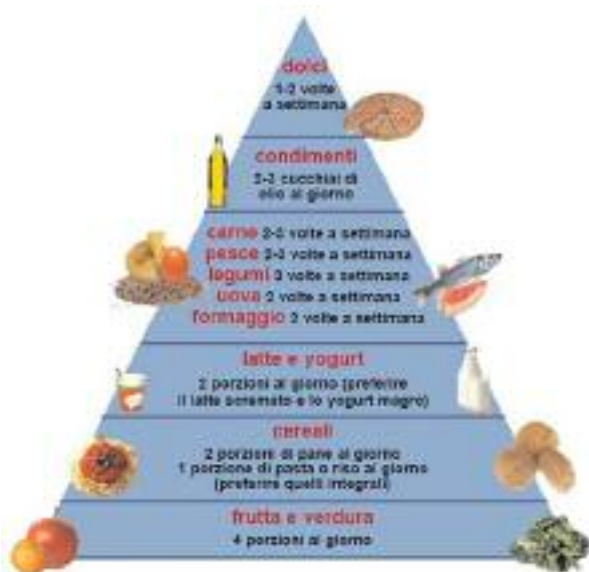 dolci
1-2 volte
a settimana
condimenti
2-3 cucchiai di
olio al giorno
carne 2-3 volte a settimana
pesce 2-3 volte a settimana
legumi 3 volte a settimana
uova 2 volte a settimana
formaggio 2 volte a settimana
latte e yogurt
2 porzioni al giorno (preferire
il latte scremato e lo yogurt magro)
cereali
2 porzioni di pane al giorno
1 porzione di pasta o riso al giorno
(preferire quelli integrali)
frutta e verdura
4 porzioni al giorno